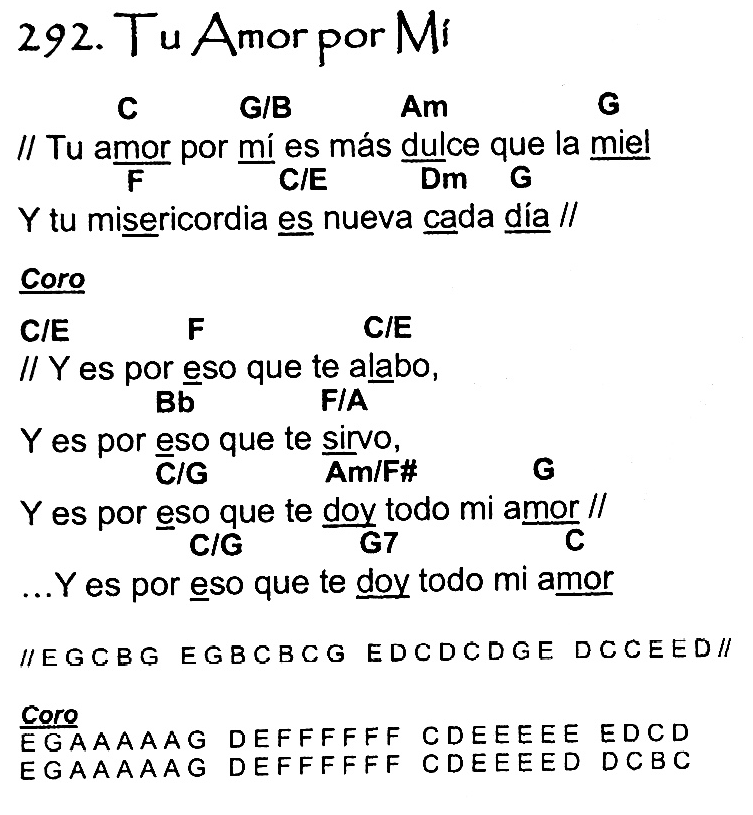 292. Tu Amor por Mí
C G/B Am G
// Tu amor por mí es más dulce que la miel
F C/E Dm G
Y tu misericordia es nueva cada día //
Coro
C/E F C/E
// Y es por eso que te alabo,
Bb F/A
Y es por eso que te sirvo,
C/G Am/F# G
Y es por eso que te doy todo mi amor //
C/G G7 C
...Y es por eso que te doy todo mi amor
// E G C B G E G B C B C G E D C D C D G E D C C E E D //
Coro
E G A A A A A G D E F F F F F F C D E E E E E E D C D
E G A A A A A G D E F F F F F F C D E E E E D D C B C